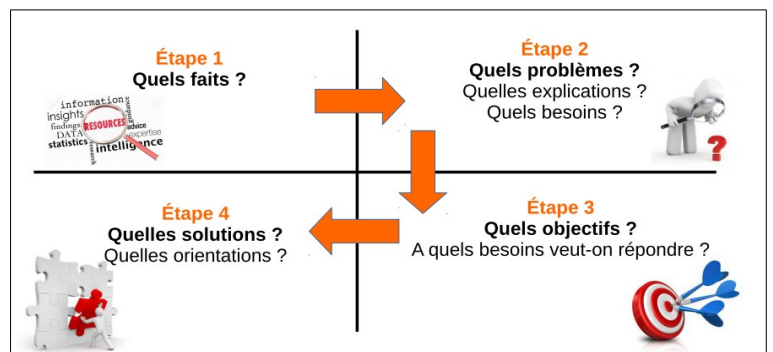 Étape 1
Quels faits ?
information
insights
findings
RESOURCES
DATA
advice
expertise
statistics
intelligence
research
Étape 2
Quels problèmes ?
Quelles explications ?
Quels besoins ?
Étape 3
Quels objectifs ?
A quels besoins veut-on répondre ?
Étape 4
Quelles solutions ?
Quelles orientations ?